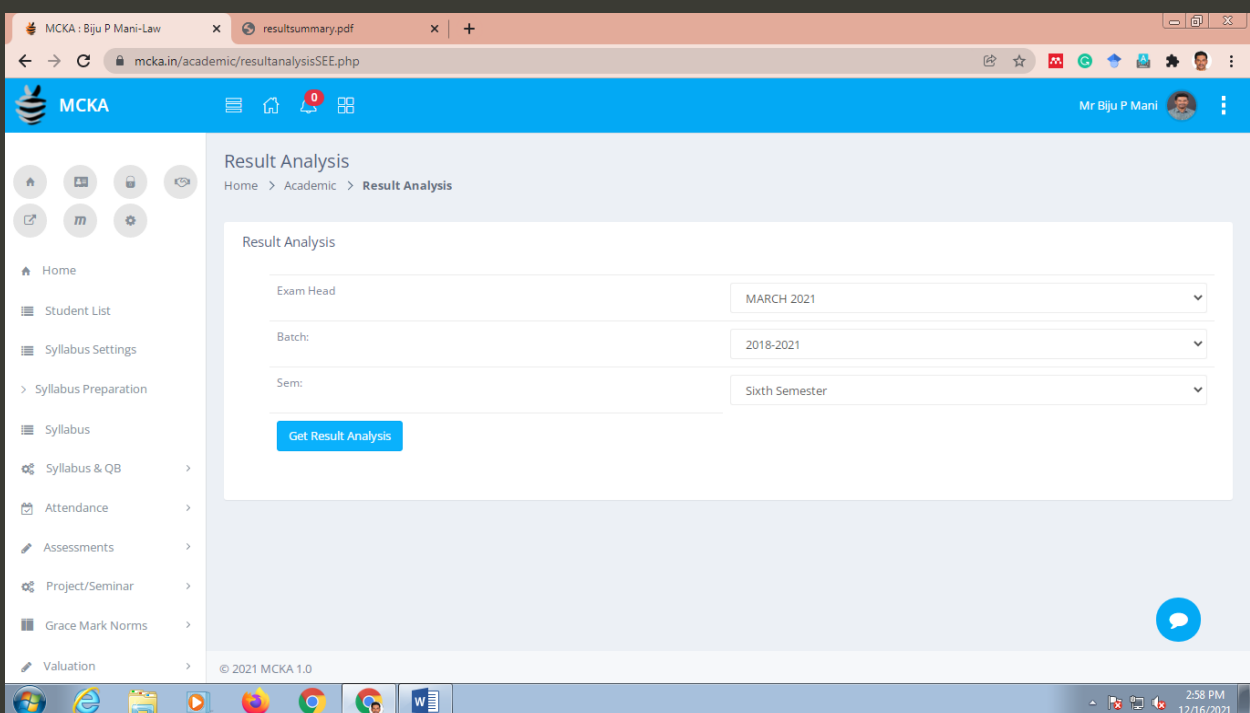 MCKA : Biju P Mani-Law
resultsummary.pdf
mcka.in/academic/resultanalysisSEE.php
MCKA
0
Mr Biju P Mani
Result Analysis
Home > Academic > Result Analysis
m
Result Analysis
Home
Exam Head
MARCH 2021
Student List
Batch:
2018-2021
Syllabus Settings
Sem:
Sixth Semester
> Syllabus Preparation
Syllabus
Get Result Analysis
Syllabus & QB
Attendance
Assessments
Project/Seminar
Grace Mark Norms
Valuation
© 2021 MCKA 1.0
2:58 PM
12/16/2021